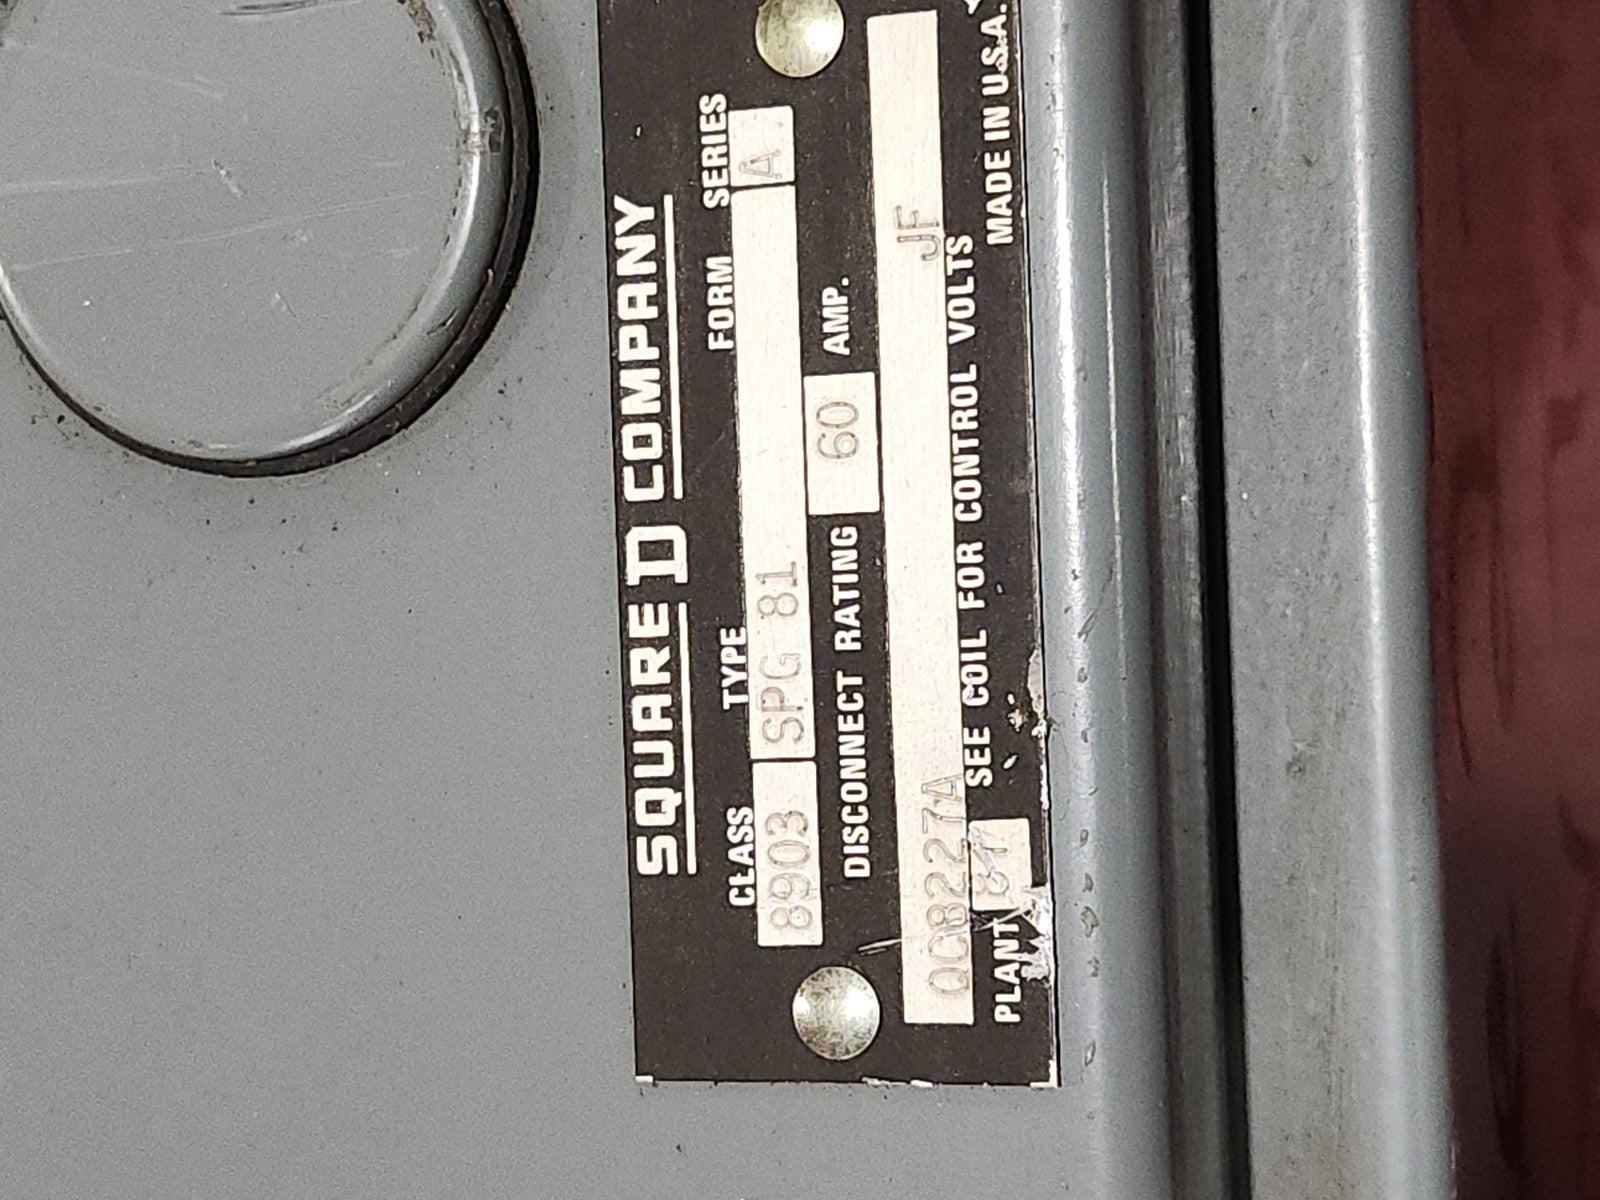 SQUARE D COMPANY
CLASS TYPE FORM SERIES
8903 SPG 81 A
DISCONNECT RATING 60 AMP.
QC8227A JF
SEE COIL FOR CONTROL VOLTS
PLANT MADE IN U.S.A.